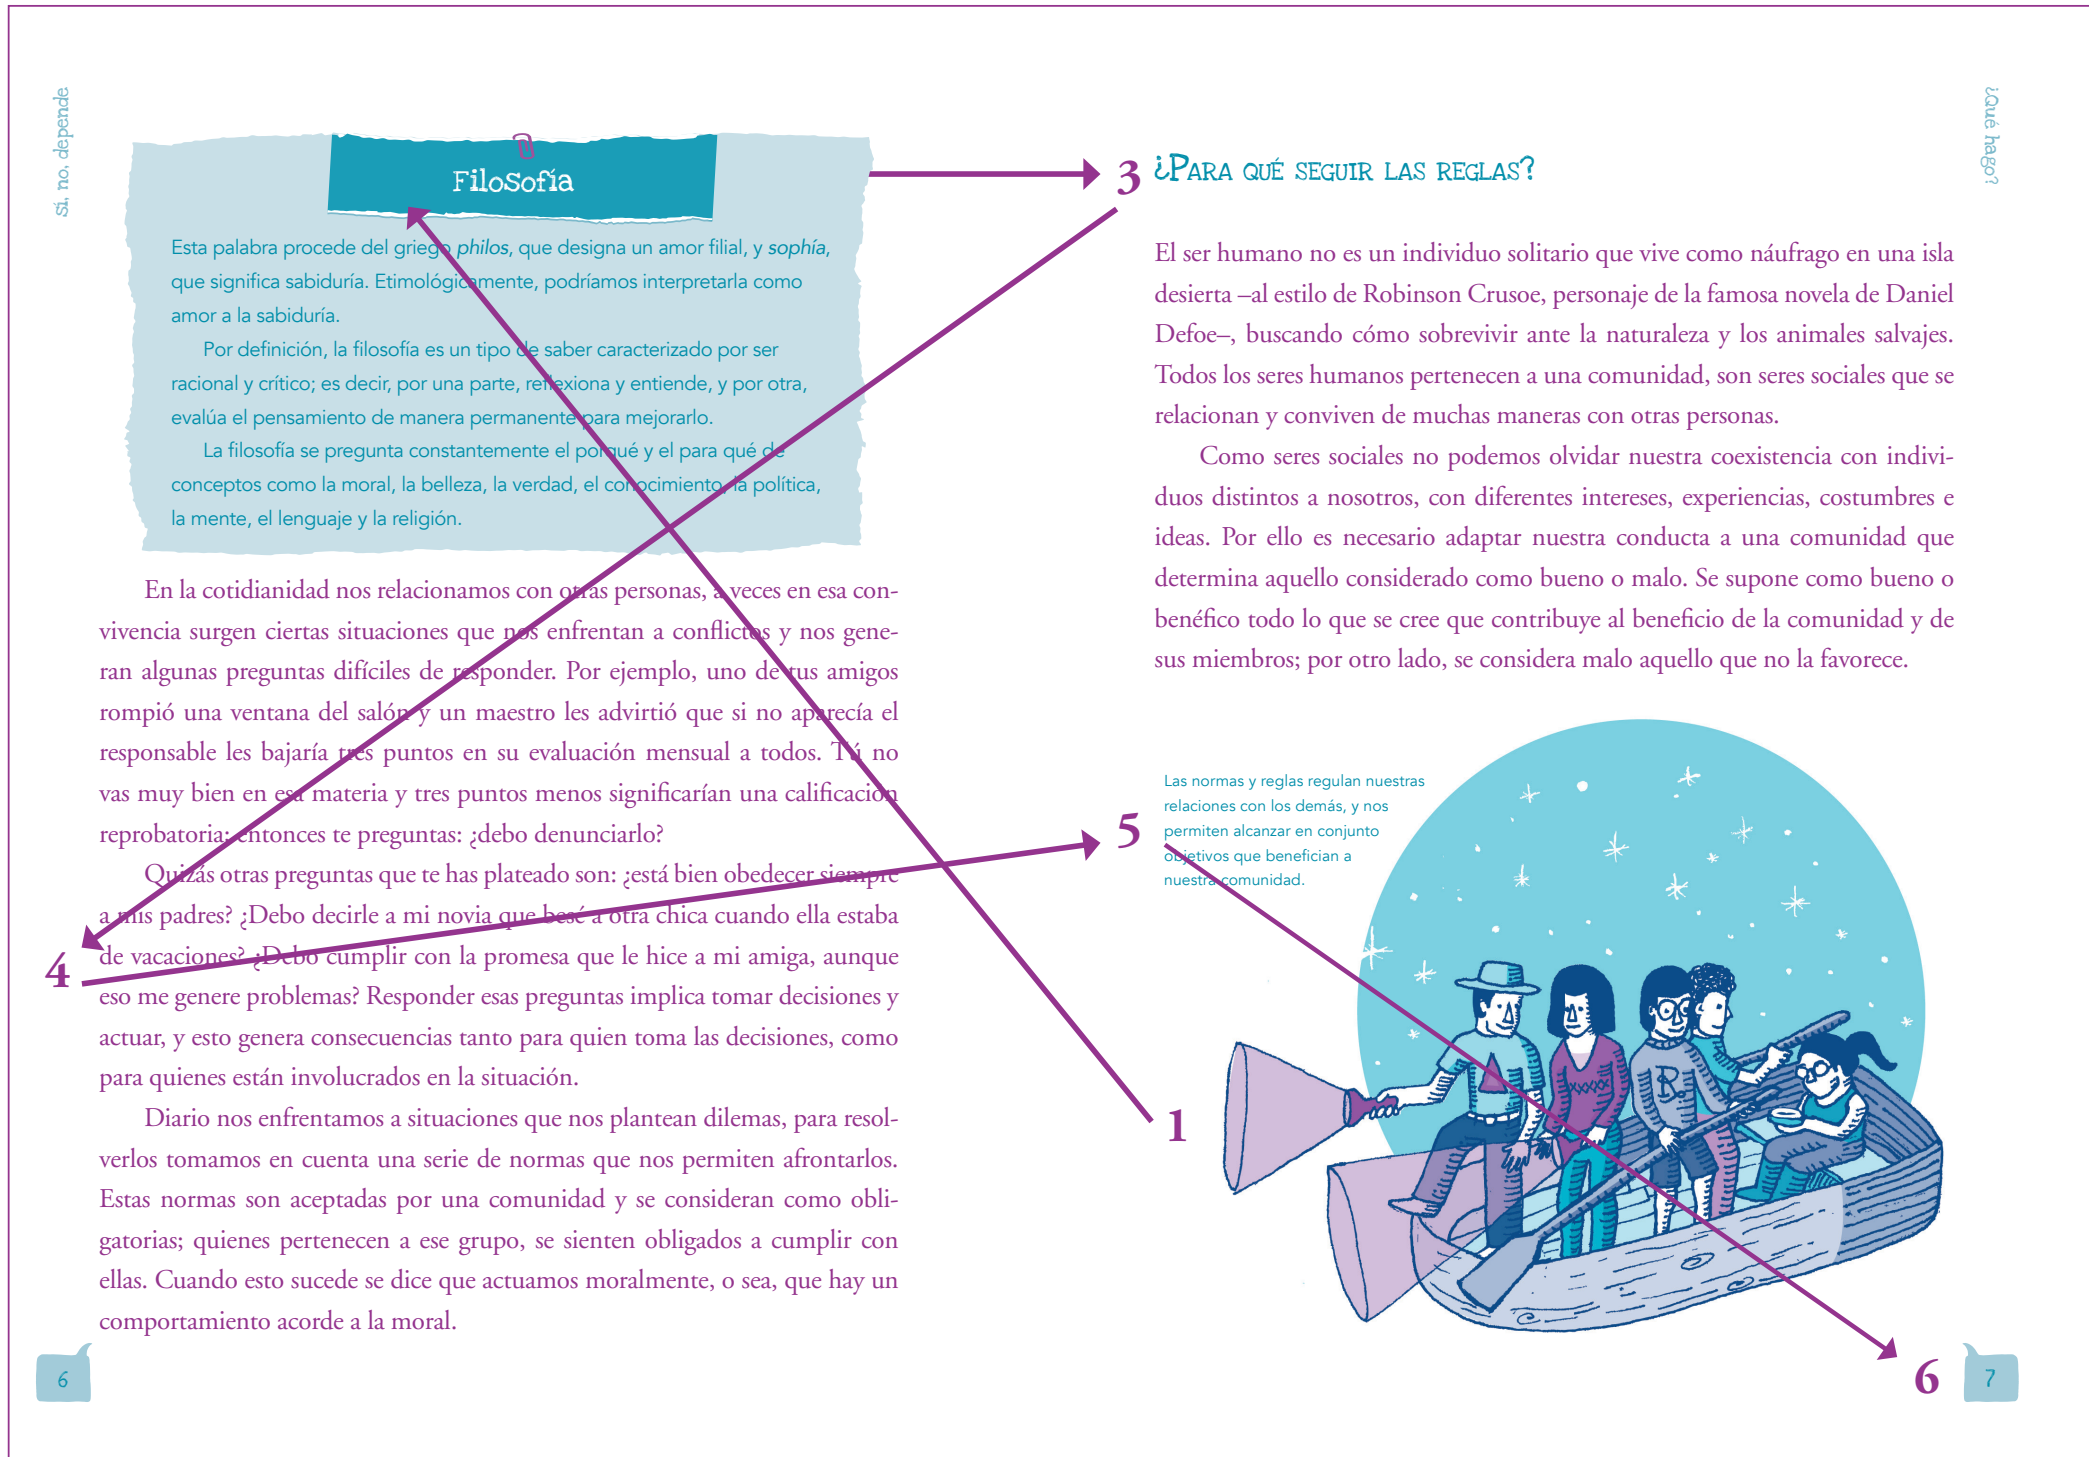 Sí, no, depende
Filosofía
Esta palabra procede del griego philos, que designa un amor filial, y sophía,
que significa sabiduría. Etimológicamente, podríamos interpretarla como
amor a la sabiduría.
Por definición, la filosofía es un tipo de saber caracterizado por ser
racional y crítico; es decir, por una parte, reflexiona y entiende, y por otra,
evalúa el pensamiento de manera permanente para mejorarlo.
La filosofía se pregunta constantemente el porqué y el para qué de
conceptos como la moral, la belleza, la verdad, el conocimiento, la política,
la mente, el lenguaje y la religión.
En la cotidianidad nos relacionamos con otras personas, a veces en esa con-
vivencia surgen ciertas situaciones que nos enfrentan a conflictos y nos gene-
ran algunas preguntas difíciles de responder. Por ejemplo, uno de tus amigos
rompió una ventana del salón y un maestro les advirtió que si no aparecía el
responsable les bajaría tres puntos en su evaluación mensual a todos. Tú no
vas muy bien en esa materia y tres puntos menos significarían una calificación
reprobatoria; entonces te preguntas: ¿debo denunciarlo?
Quizás otras preguntas que te has plateado son: ¿está bien obedecer siempre
a mis padres? ¿Debo decirle a mi novia que besé a otra chica cuando ella estaba
de vacaciones? ¿Debo cumplir con la promesa que le hice a mi amiga, aunque
eso me genere problemas? Responder esas preguntas implica tomar decisiones y
actuar, y esto genera consecuencias tanto para quien toma las decisiones, como
para quienes están involucrados en la situación.
Diario nos enfrentamos a situaciones que nos plantean dilemas, para resol-
verlos tomamos en cuenta una serie de normas que nos permiten afrontarlos.
Estas normas son aceptadas por una comunidad y se consideran como obli-
gatorias; quienes pertenecen a ese grupo, se sienten obligados a cumplir con
ellas. Cuando esto sucede se dice que actuamos moralmente, o sea, que hay un
comportamiento acorde a la moral.
4
6
¿Qué hago?
3
¿Para qué seguir las reglas?
El ser humano no es un individuo solitario que vive como náufrago en una isla
desierta –al estilo de Robinson Crusoe, personaje de la famosa novela de Daniel
Defoe–, buscando cómo sobrevivir ante la naturaleza y los animales salvajes.
Todos los seres humanos pertenecen a una comunidad, son seres sociales que se
relacionan y conviven de muchas maneras con otras personas.
Como seres sociales no podemos olvidar nuestra coexistencia con indivi-
duos distintos a nosotros, con diferentes intereses, experiencias, costumbres e
ideas. Por ello es necesario adaptar nuestra conducta a una comunidad que
determina aquello considerado como bueno o malo. Se supone como bueno o
benéfico todo lo que se cree que contribuye al beneficio de la comunidad y de
sus miembros; por otro lado, se considera malo aquello que no la favorece.
5
Las normas y reglas regulan nuestras
relaciones con los demás, y nos
permiten alcanzar en conjunto
objetivos que benefician a
nuestra comunidad.
1
R
6
7